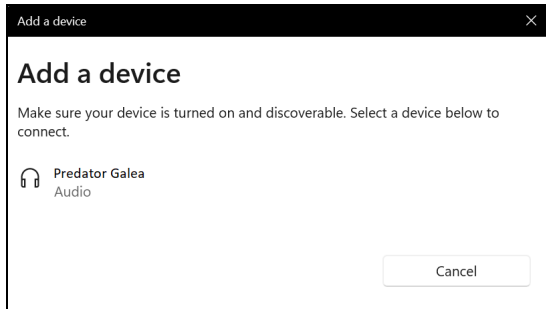 Add a device
Add a device
Make sure your device is turned on and discoverable. Select a device below to
connect.
Predator Galea
Audio
Cancel